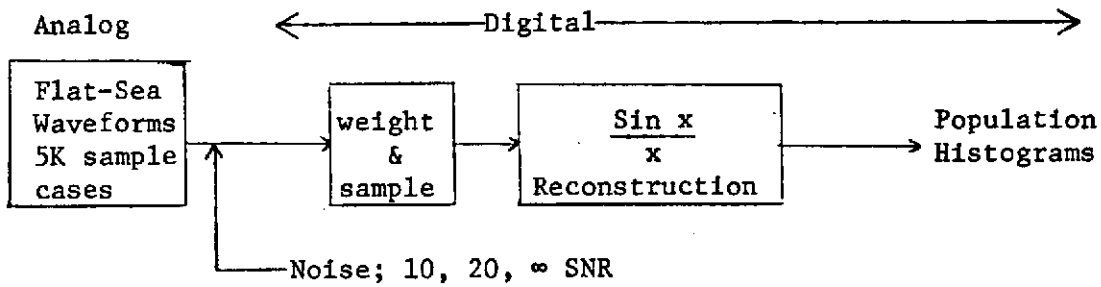 Analog
Digital
Flat-Sea
Waveforms
5K sample
cases
weight
&
sample
Sin x
x
Reconstruction
Population
Histograms
Noise; 10, 20, ∞ SNR